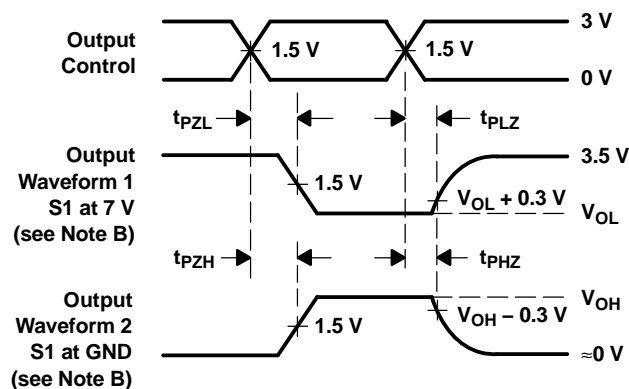 Output
Control
1.5 V
1.5 V
3 V
0 V
tPZL
tPLZ
Output
Waveform 1
S1 at 7 V
(see Note B)
1.5 V
3.5 V
VOL + 0.3 V
VOL
tPZH
tPHZ
Output
Waveform 2
S1 at GND
(see Note B)
1.5 V
VOH
VOH – 0.3 V
≈0 V